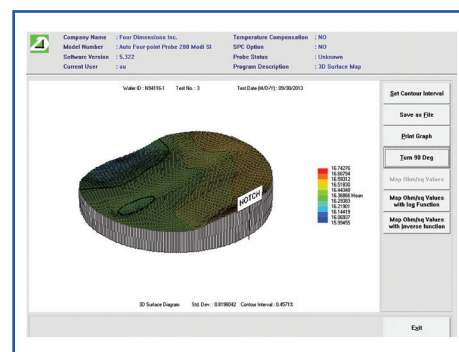 Company Name : Four Dimensions Inc. Temperature Compensation : NO
Model Number : Auto Four-point Probe 280 Modi SI SPC Option : NO
Software Version : 5.322 Probe Status : Unknown
Current User : su Program Description : 3D Surface Map
Wafer ID : N94116-1 Test No. : 3 Test Date (M/D/Y) : 09/30/2013
Set Contour Interval
Save as File
Print Graph
Turn 90 Deg
Map Ohm/sq Values
Map Ohm/sq Values
with log Function
Map Ohm/sq Values
with inverse function
NOTCH
16.74276
16.66794
16.59312
16.51830
16.44348
16.36866 Mean
16.29383
16.21901
16.14419
16.06937
15.99455
3D Surface Diagram Std. Dev. : 0.8198042 Contour Interval : 0.4571%
Exit